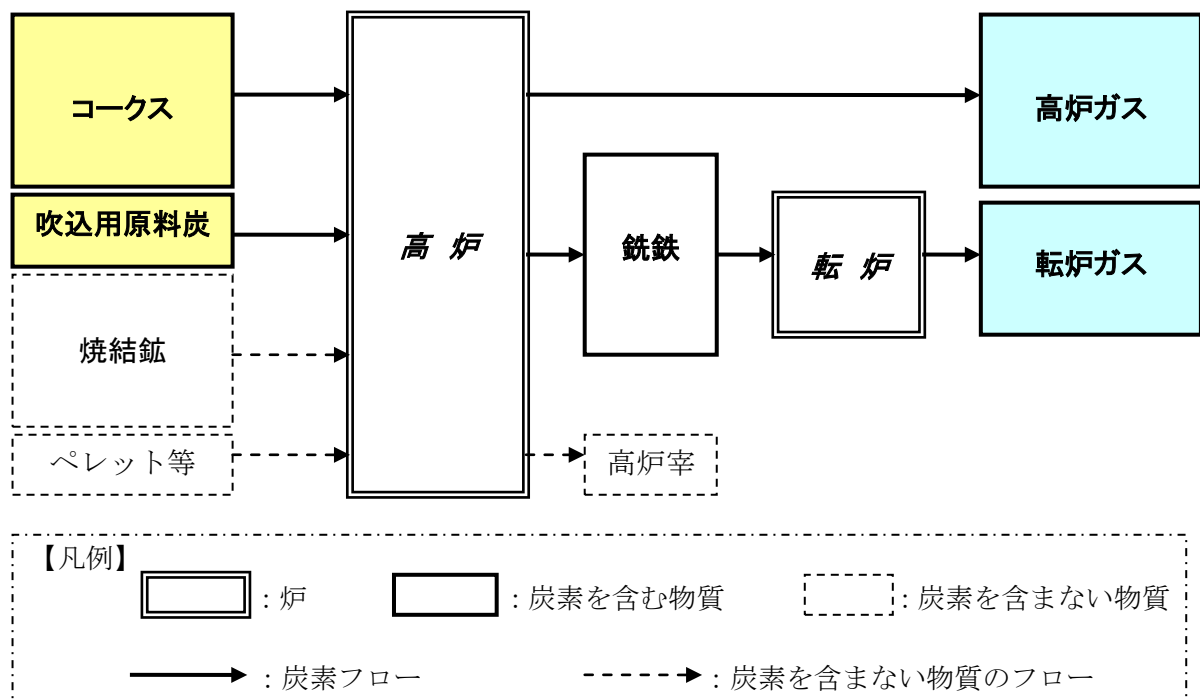 コークス
高炉ガス
吹込用原料炭
高 炉
銑鉄
転 炉
転炉ガス
焼結鉱
ペレット等
高炉宰
【凡例】
：炉
：炭素を含む物質
：炭素を含まない物質
：炭素フロー
：炭素を含まない物質のフロー